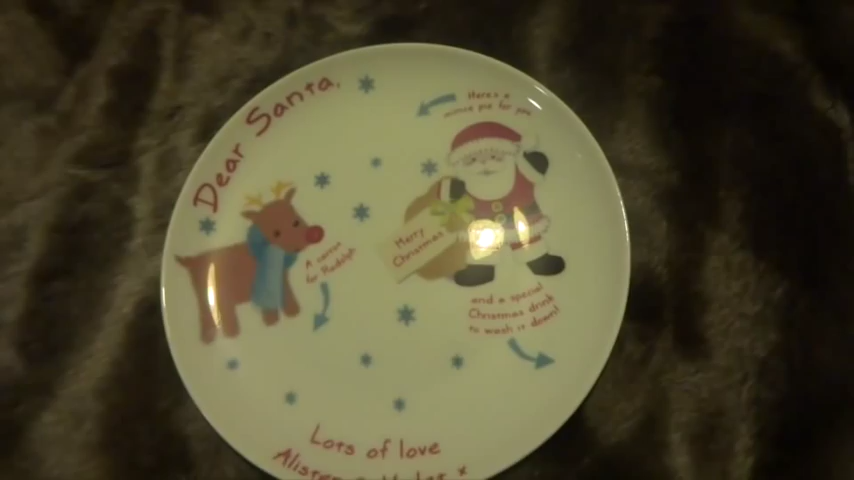 Dear Santa,
Here's a
mince pie for you
A carrot
for Rudolph
Merry
Christmas
and a special
Christmas drink
to wash it down!
Lots of love
x